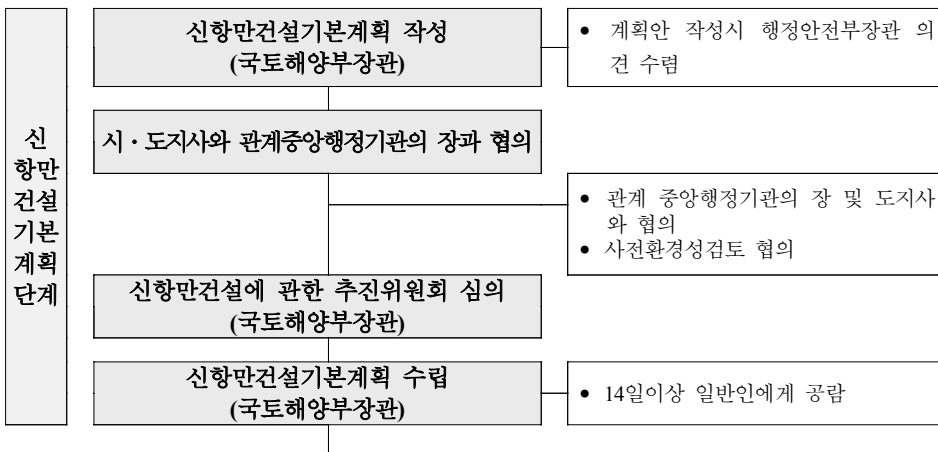 신
항만
건설
기본
계획
단계
신항만건설기본계획 작성
(국토해양부장관)
• 계획안 작성시 행정안전부장관 의
견 수렴
시·도지사와 관계중앙행정기관의 장과 협의
• 관계 중앙행정기관의 장 및 도지사
와 협의
• 사전환경성검토 협의
신항만건설에 관한 추진위원회 심의
(국토해양부장관)
신항만건설기본계획 수립
(국토해양부장관)
• 14일이상 일반인에게 공람